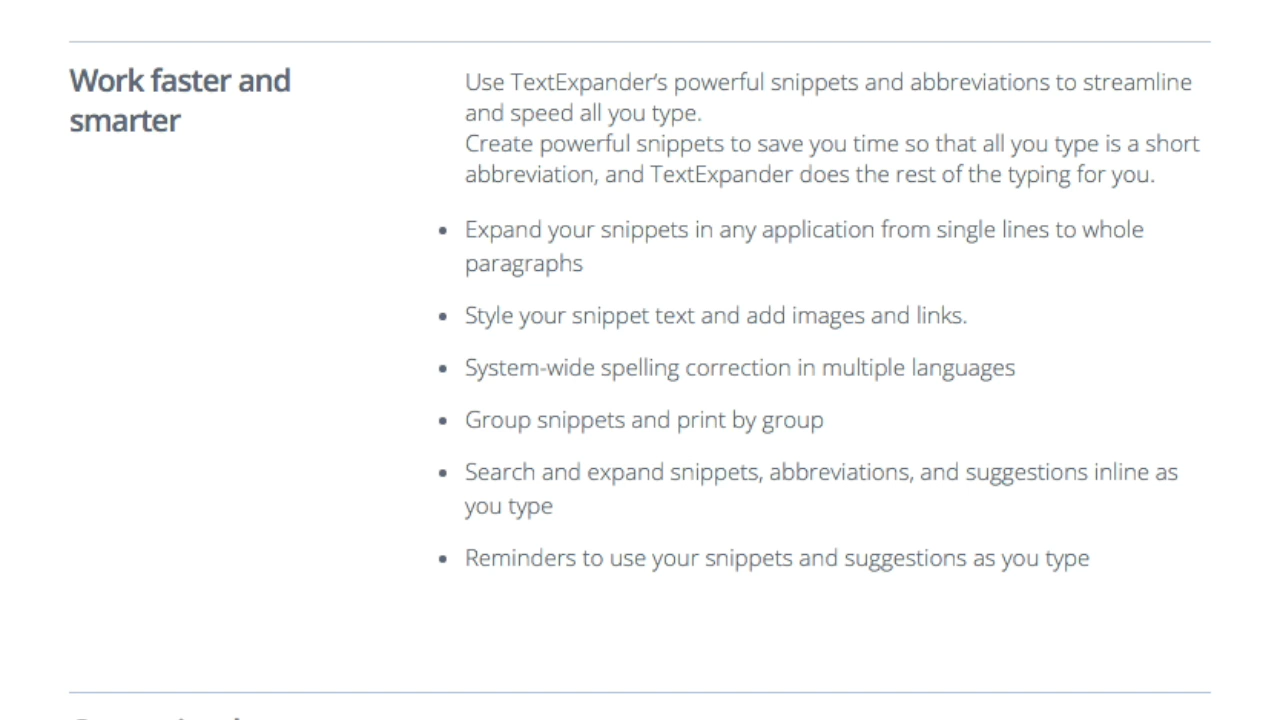 Work faster and
smarter
Use TextExpander's powerful snippets and abbreviations to streamline
and speed all you type.
Create powerful snippets to save you time so that all you type is a short
abbreviation, and TextExpander does the rest of the typing for you.
• Expand your snippets in any application from single lines to whole
paragraphs
• Style your snippet text and add images and links.
• System-wide spelling correction in multiple languages
• Group snippets and print by group
• Search and expand snippets, abbreviations, and suggestions inline as
you type
• Reminders to use your snippets and suggestions as you type